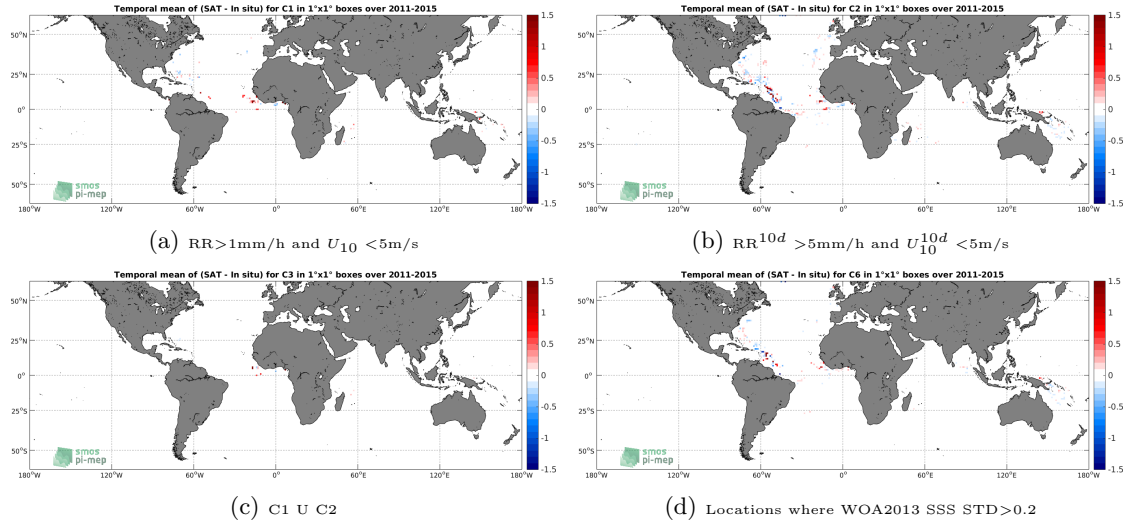 Temporal mean of (SAT - In situ) for C1 in 1°x1° boxes over 2011-2015
50°N
25°N
0°
25°S
50°S
180°W 120°W 60°W 0° 60°E 120°E 180°E
1.5
1
0.5
0
-0.5
-1
-1.5
smos
pi-mep
(a) RR>1mm/h and U10 <5m/s
Temporal mean of (SAT - In situ) for C2 in 1°x1° boxes over 2011-2015
50°N
25°N
0°
25°S
50°S
180°W 120°W 60°W 0° 60°E 120°E 180°E
1.5
1
0.5
0
-0.5
-1
-1.5
smos
pi-mep
(b) RR^10d >5mm/h and U10^10d <5m/s
Temporal mean of (SAT - In situ) for C3 in 1°x1° boxes over 2011-2015
50°N
25°N
0°
25°S
50°S
180°W 120°W 60°W 0° 60°E 120°E 180°E
1.5
1
0.5
0
-0.5
-1
-1.5
smos
pi-mep
(c) C1 U C2
Temporal mean of (SAT - In situ) for C6 in 1°x1° boxes over 2011-2015
50°N
25°N
0°
25°S
50°S
180°W 120°W 60°W 0° 60°E 120°E 180°E
1.5
1
0.5
0
-0.5
-1
-1.5
smos
pi-mep
(d) Locations where WOA2013 SSS STD>0.2